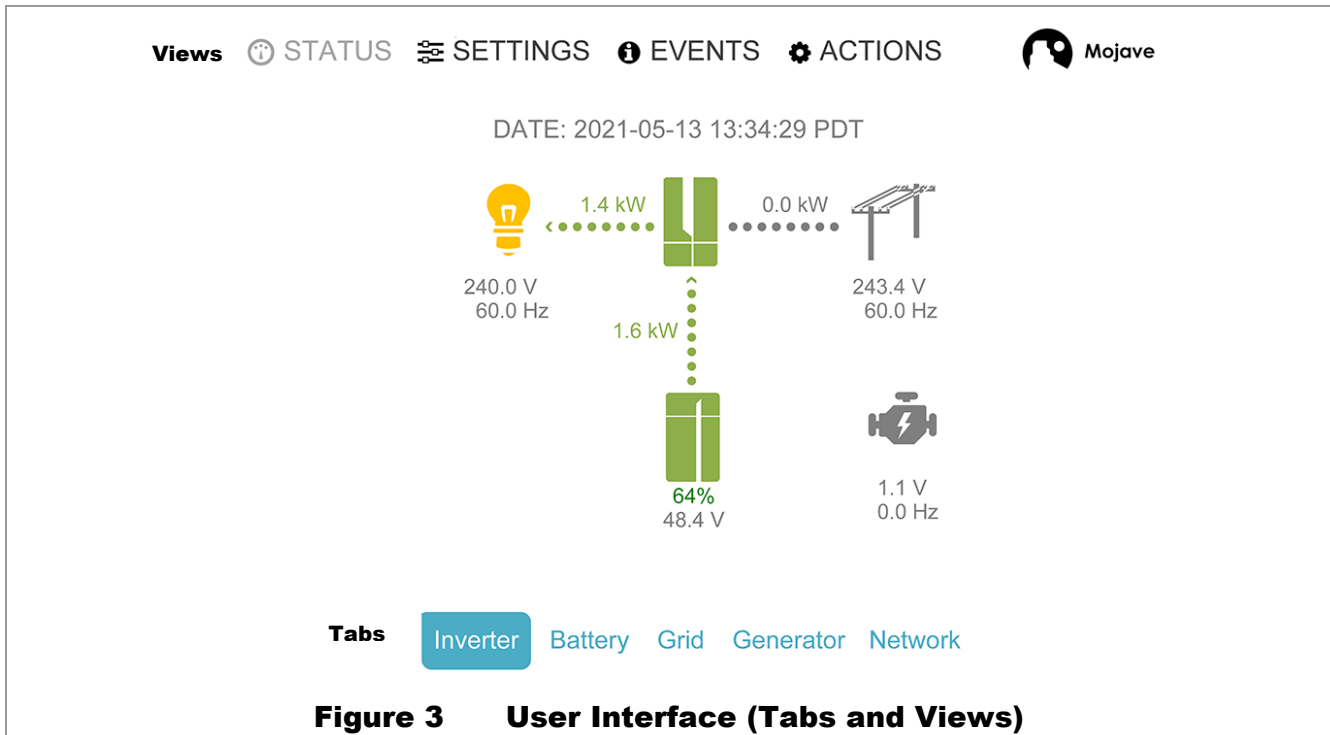 Views STATUS SETTINGS EVENTS ACTIONS Mojave
DATE: 2021-05-13 13:34:29 PDT
1.4 kW 0.0 kW
240.0 V 243.4 V
60.0 Hz 60.0 Hz
1.6 kW
64%
48.4 V
1.1 V
0.0 Hz
Tabs Inverter Battery Grid Generator Network
Figure 3 User Interface (Tabs and Views)